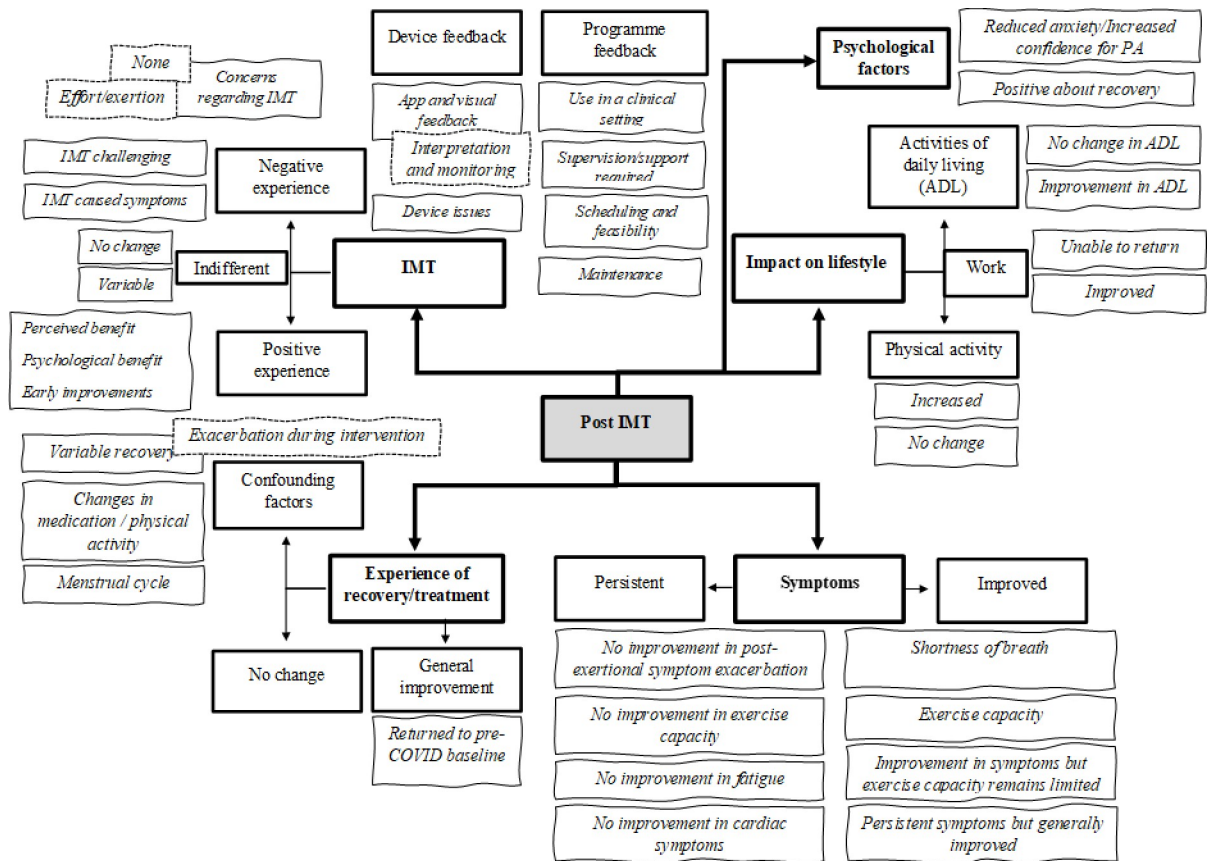 Device feedback
Programme
feedback
Psychological
factors
Reduced anxiety/Increased
confidence for PA
Positive about recovery
None
Effort/exertion
Concerns
regarding IMT
App and visual
feedback
Interpretation
and monitoring
Device issues
Use in a clinical
setting
Supervision/support
required
Scheduling and
feasibility
Maintenance
IMT challenging
IMT caused symptoms
Negative
experience
No change
Variable
Indifferent
IMT
Perceived benefit
Psychological benefit
Early improvements
Positive
experience
Activities of
daily living
(ADL)
No change in ADL
Improvement in ADL
Impact on lifestyle
Work
Unable to return
Improved
Physical activity
Increased
No change
Post IMT
Exacerbation during intervention
Variable recovery
Changes in
medication / physical
activity
Menstrual cycle
Confounding
factors
Experience of
recovery/treatment
No change
General
improvement
Returned to pre-
COVID baseline
Persistent
Symptoms
Improved
No improvement in post-
exertional symptom exacerbation
No improvement in exercise
capacity
No improvement in fatigue
No improvement in cardiac
symptoms
Shortness of breath
Exercise capacity
Improvement in symptoms but
exercise capacity remains limited
Persistent symptoms but generally
improved